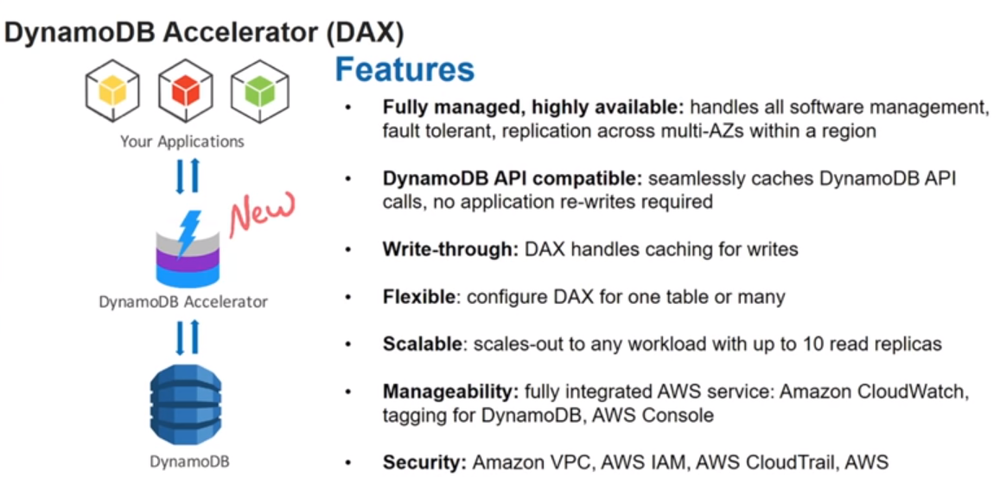 DynamoDB Accelerator (DAX)
Your Applications
New
DynamoDB Accelerator
DynamoDB
Features
• Fully managed, highly available: handles all software management,
fault tolerant, replication across multi-AZs within a region
• DynamoDB API compatible: seamlessly caches DynamoDB API
calls, no application re-writes required
• Write-through: DAX handles caching for writes
• Flexible: configure DAX for one table or many
• Scalable: scales-out to any workload with up to 10 read replicas
• Manageability: fully integrated AWS service: Amazon CloudWatch,
tagging for DynamoDB, AWS Console
• Security: Amazon VPC, AWS IAM, AWS CloudTrail, AWS